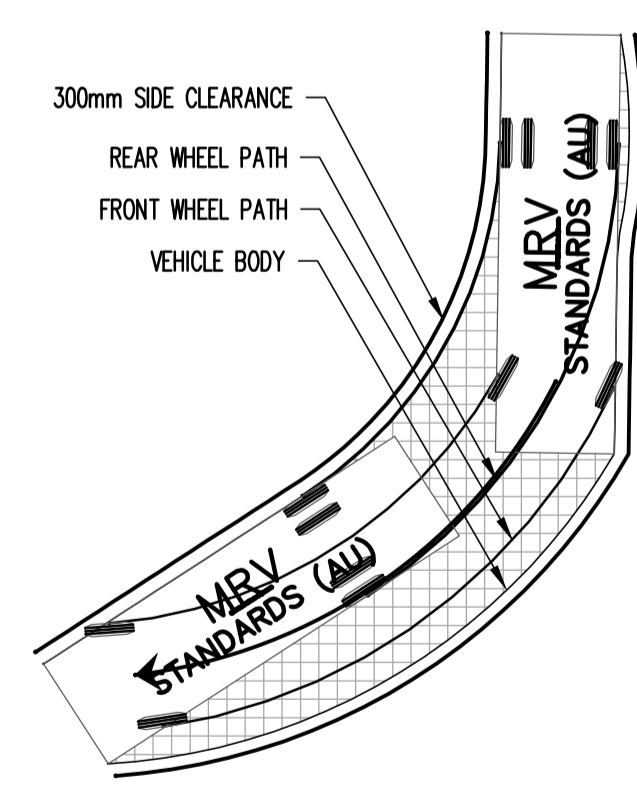 300mm SIDE CLEARANCE
REAR WHEEL PATH
FRONT WHEEL PATH
VEHICLE BODY
MRV
STANDARDS (AU)
MRV
STANDARDS (AU)